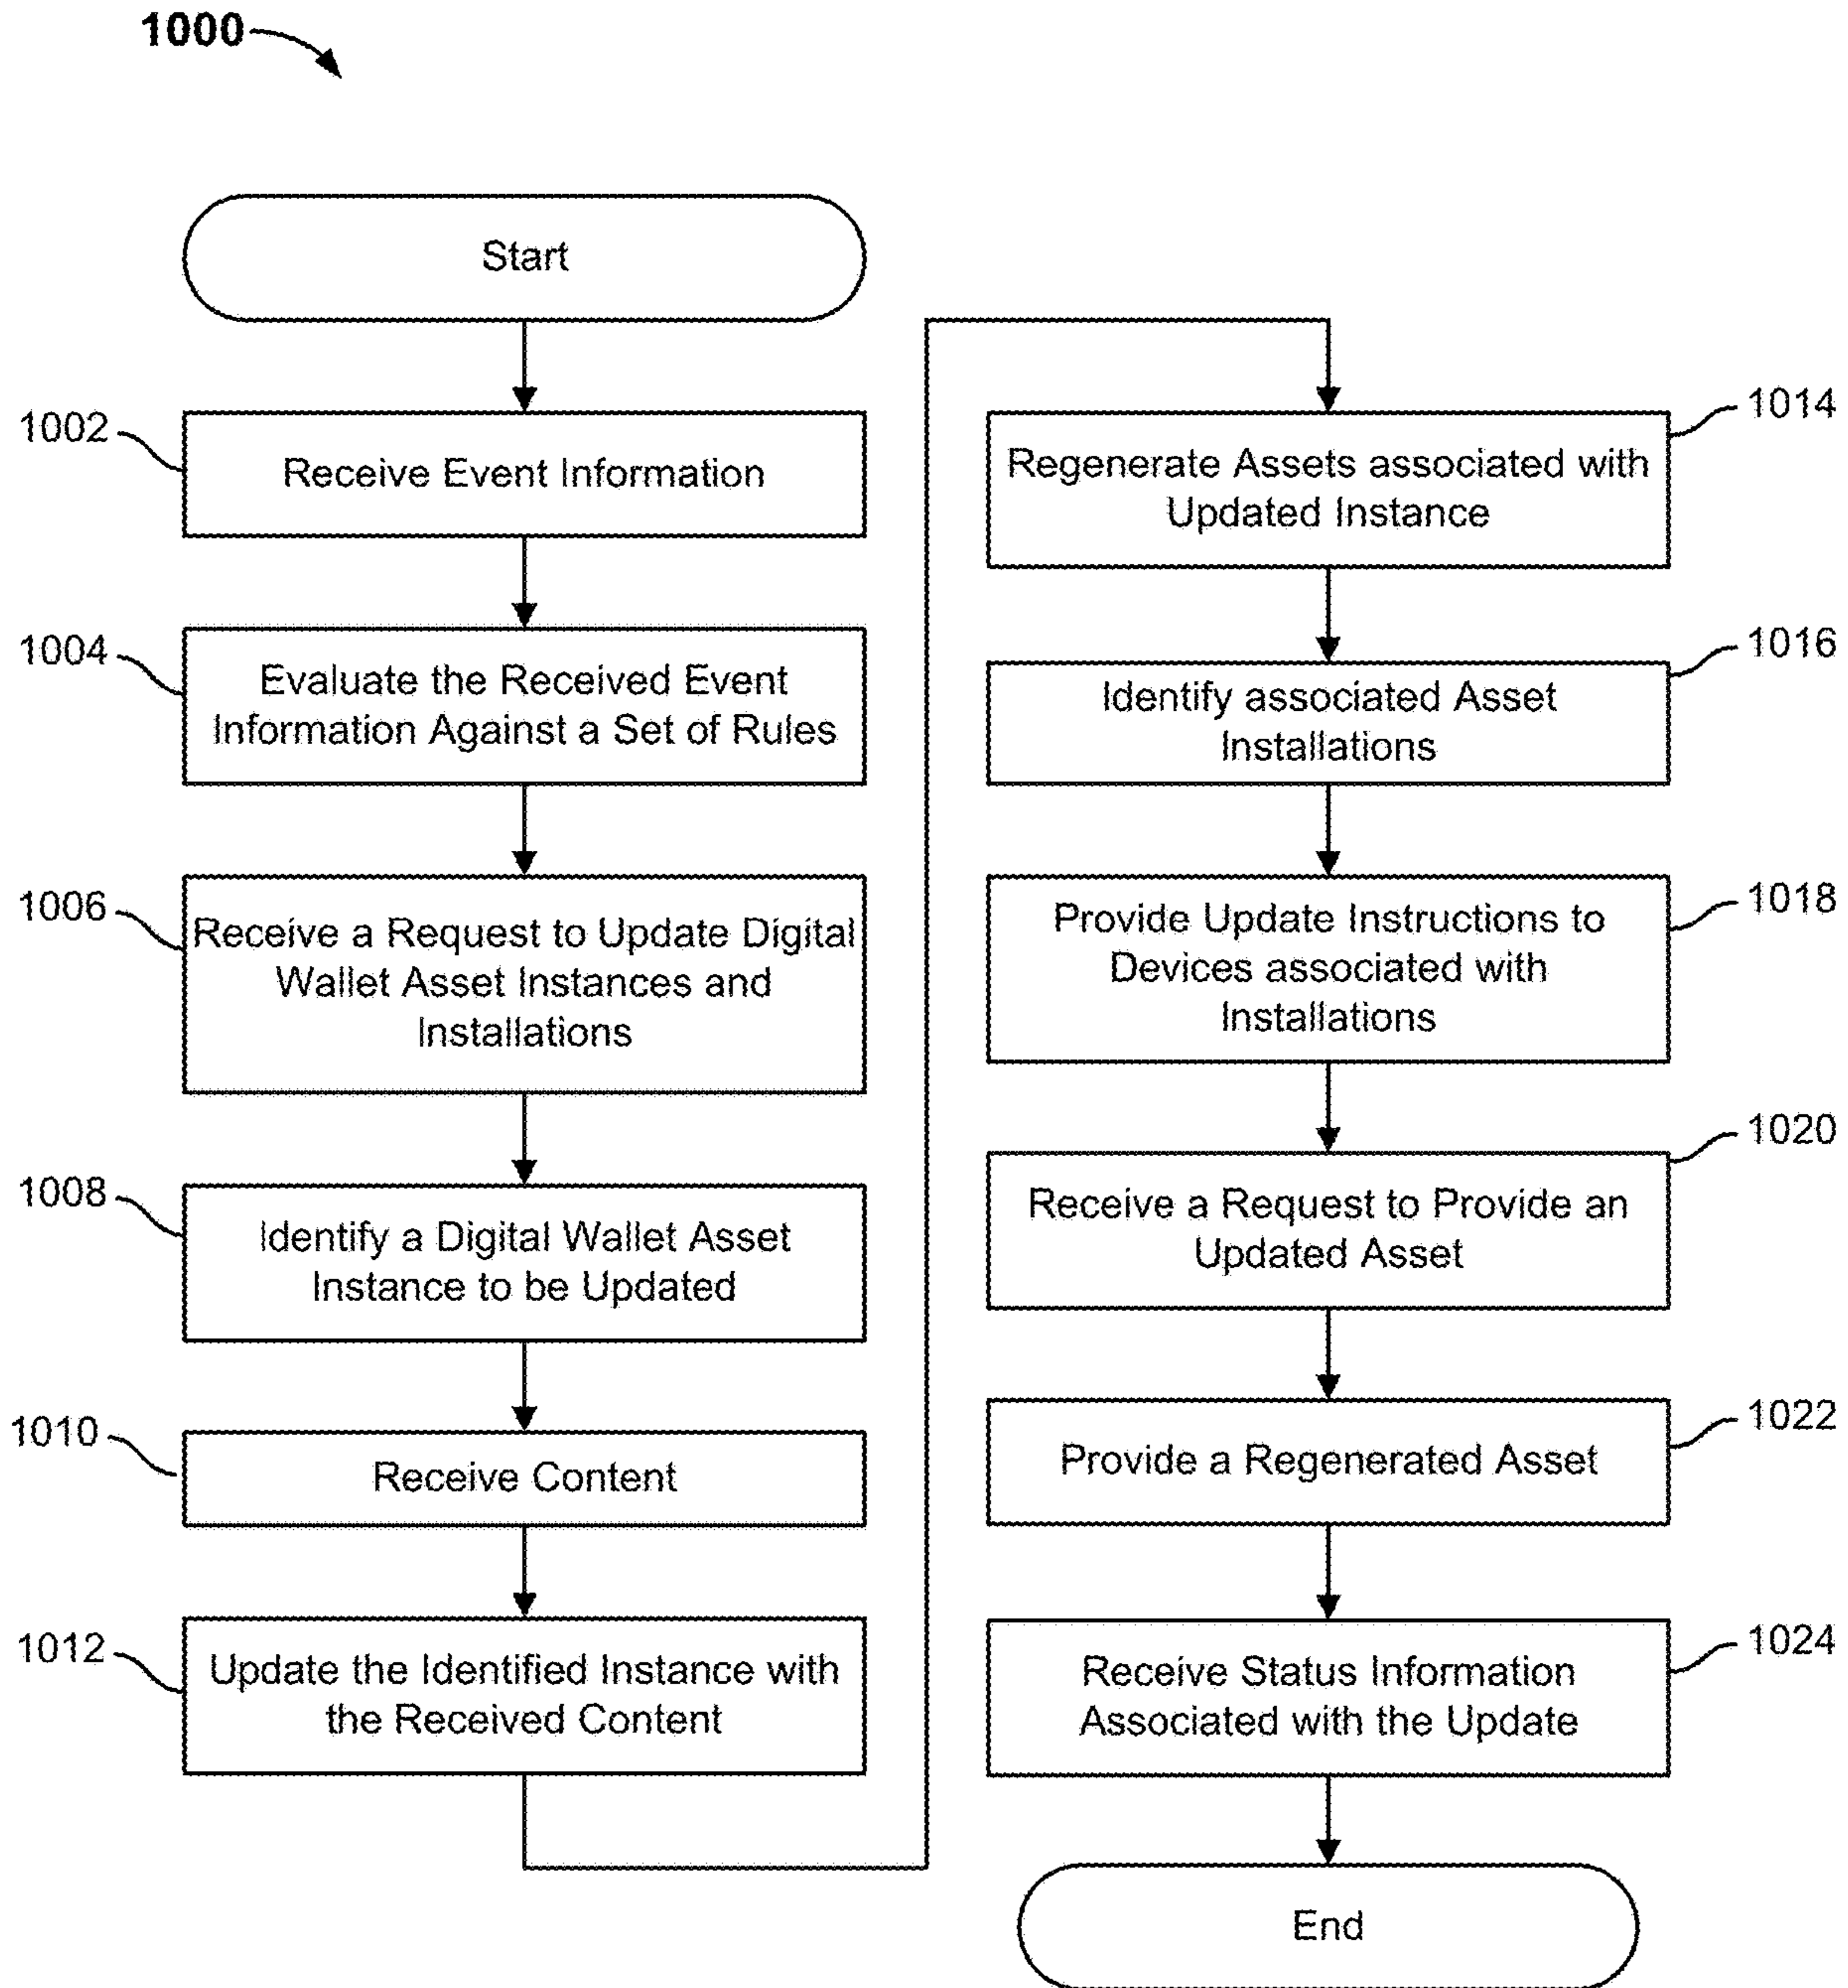 1000
Start
1002
Receive Event Information
1004
Evaluate the Received Event
Information Against a Set of Rules
1006
Receive a Request to Update Digital
Wallet Asset Instances and
Installations
1008
Identify a Digital Wallet Asset
Instance to be Updated
1010
Receive Content
1012
Update the Identified Instance with
the Received Content
1014
Regenerate Assets associated with
Updated Instance
1016
Identify associated Asset
Installations
1018
Provide Update Instructions to
Devices associated with
Installations
1020
Receive a Request to Provide an
Updated Asset
1022
Provide a Regenerated Asset
1024
Receive Status Information
Associated with the Update
End